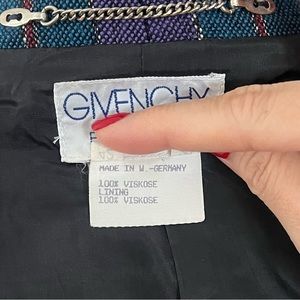 GIVENCHY
MADE IN W.-GERMANY
100% VISKOSE
LINING
100% VISKOSE